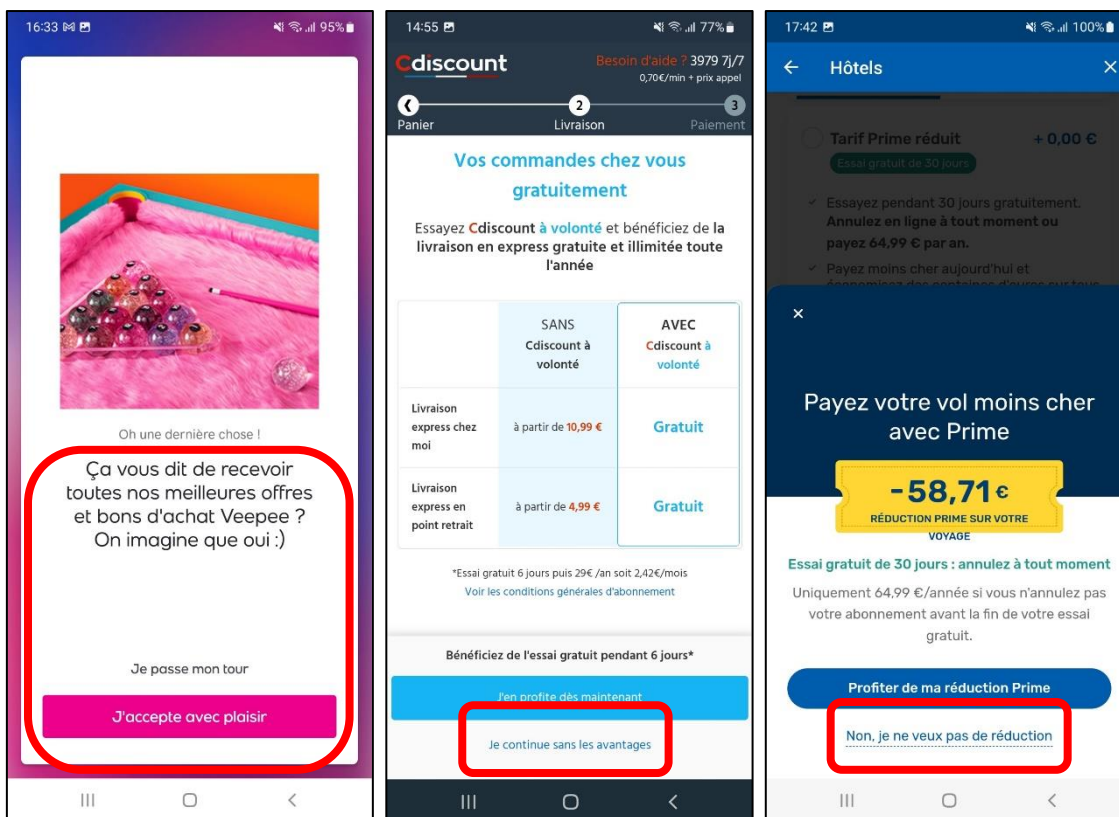 16:33
95%
Oh une dernière chose !
Ça vous dit de recevoir
toutes nos meilleures offres
et bons d'achat Veepee ?
On imagine que oui :)
Je passe mon tour
J'accepte avec plaisir
14:55
77%
Cdiscount
Besoin d'aide ? 3979 7j/7
0,70€/min + prix appel
2
3
Panier
Livraison
Paiement
Vos commandes chez vous
gratuitement
Essayez Cdiscount à volonté et bénéficiez de la
livraison en express gratuite et illimitée toute
l'année
SANS
Cdiscount à
volonté
AVEC
Cdiscount à
volonté
Livraison
express chez
moi
à partir de 10,99 €
Gratuit
Livraison
express en
point retrait
à partir de 4,99 €
Gratuit
*Essai gratuit 6 jours puis 29€ /an soit 2,42€/mois
Voir les conditions générales d'abonnement
Bénéficiez de l'essai gratuit pendant 6 jours*
J'en profite dès maintenant
Je continue sans les avantages
17:42
100%
Hôtels
Tarif Prime réduit
+ 0,00 €
Essai gratuit de 30 jours
Essayez pendant 30 jours gratuitement.
Annulez en ligne à tout moment ou
payez 64,99 € par an.
Payez moins cher aujourd'hui et
économisez des centaines d'euros sur tous
Payez votre vol moins cher
avec Prime
-58,71 €
RÉDUCTION PRIME SUR VOTRE
VOYAGE
Essai gratuit de 30 jours : annulez à tout moment
Uniquement 64,99 €/année si vous n'annulez pas
votre abonnement avant la fin de votre essai
gratuit.
Profiter de ma réduction Prime
Non, je ne veux pas de réduction